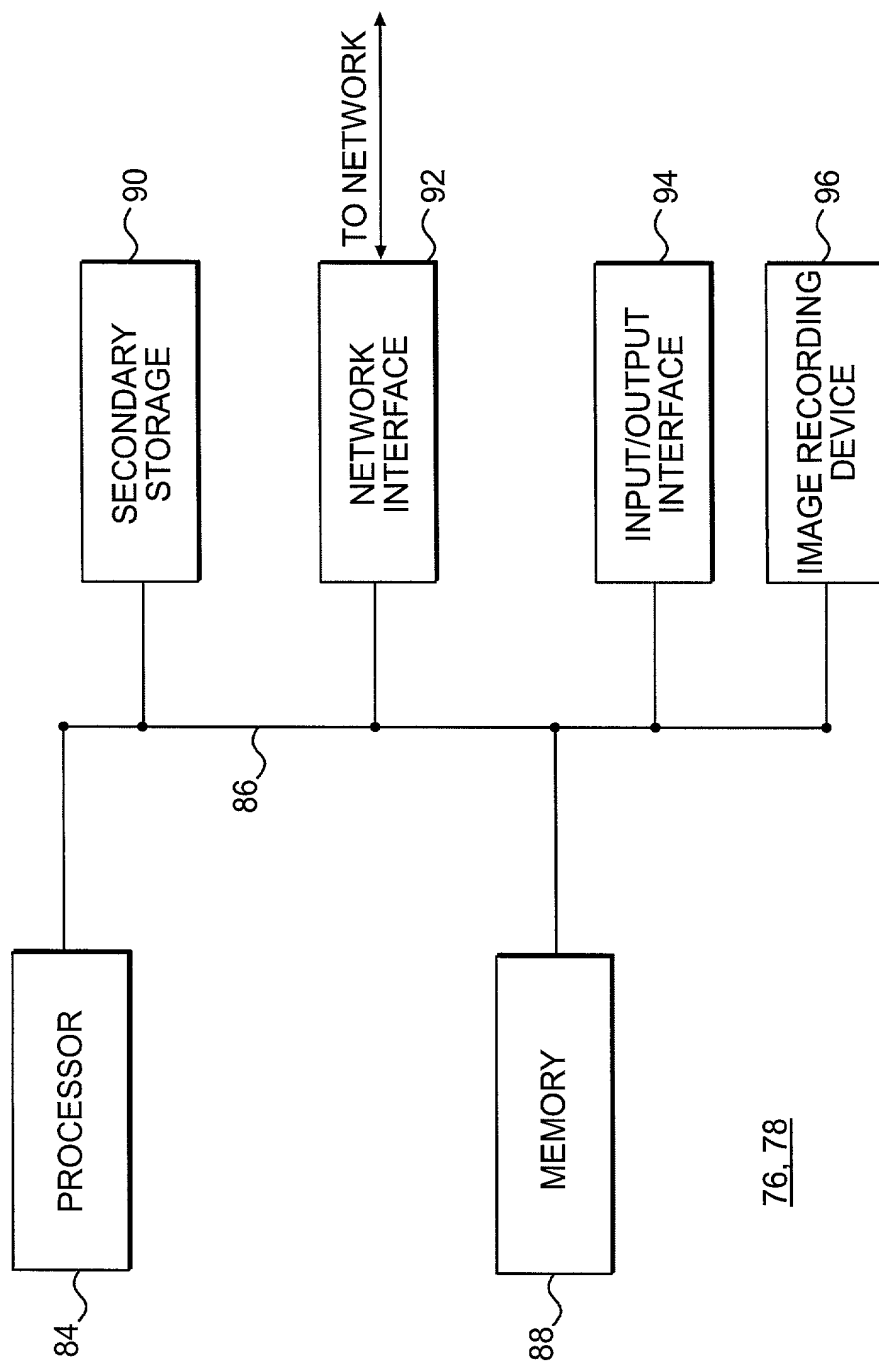 84
PROCESSOR
88
MEMORY
76, 78
86
SECONDARY
STORAGE
90
NETWORK
INTERFACE
92
TO NETWORK
INPUT/OUTPUT
INTERFACE
94
IMAGE RECORDING
DEVICE
96